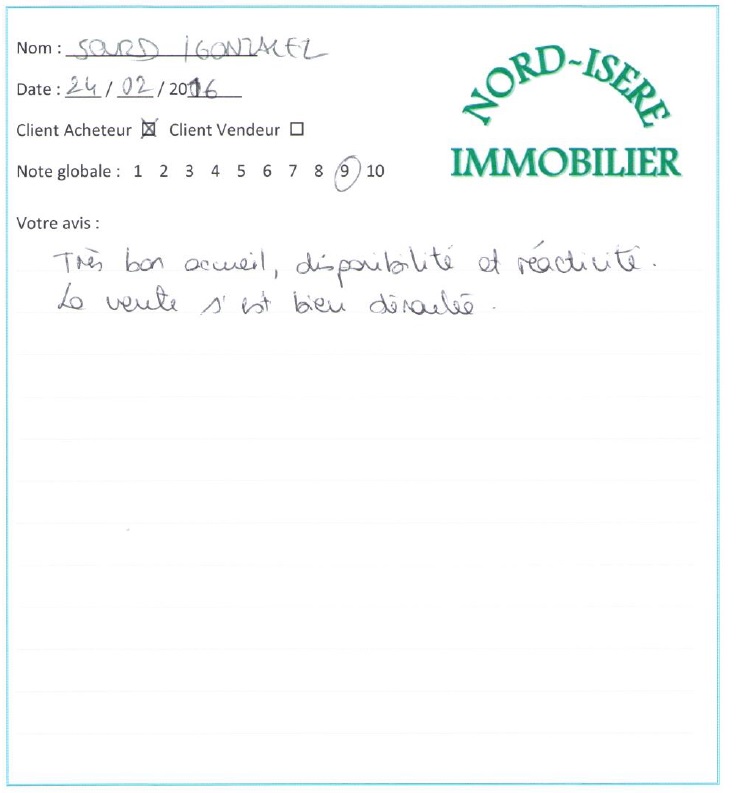 Nom : SOURD / GONZALEZ
NORD-ISERE
Date : 24 / 02 / 2016
Client Acheteur ☒ Client Vendeur ☐
IMMOBILIER
Note globale : 1 2 3 4 5 6 7 8 9 10
Votre avis :
Très bon accueil, disponibilité et réactivité.
La vente s'est bien déroulée.